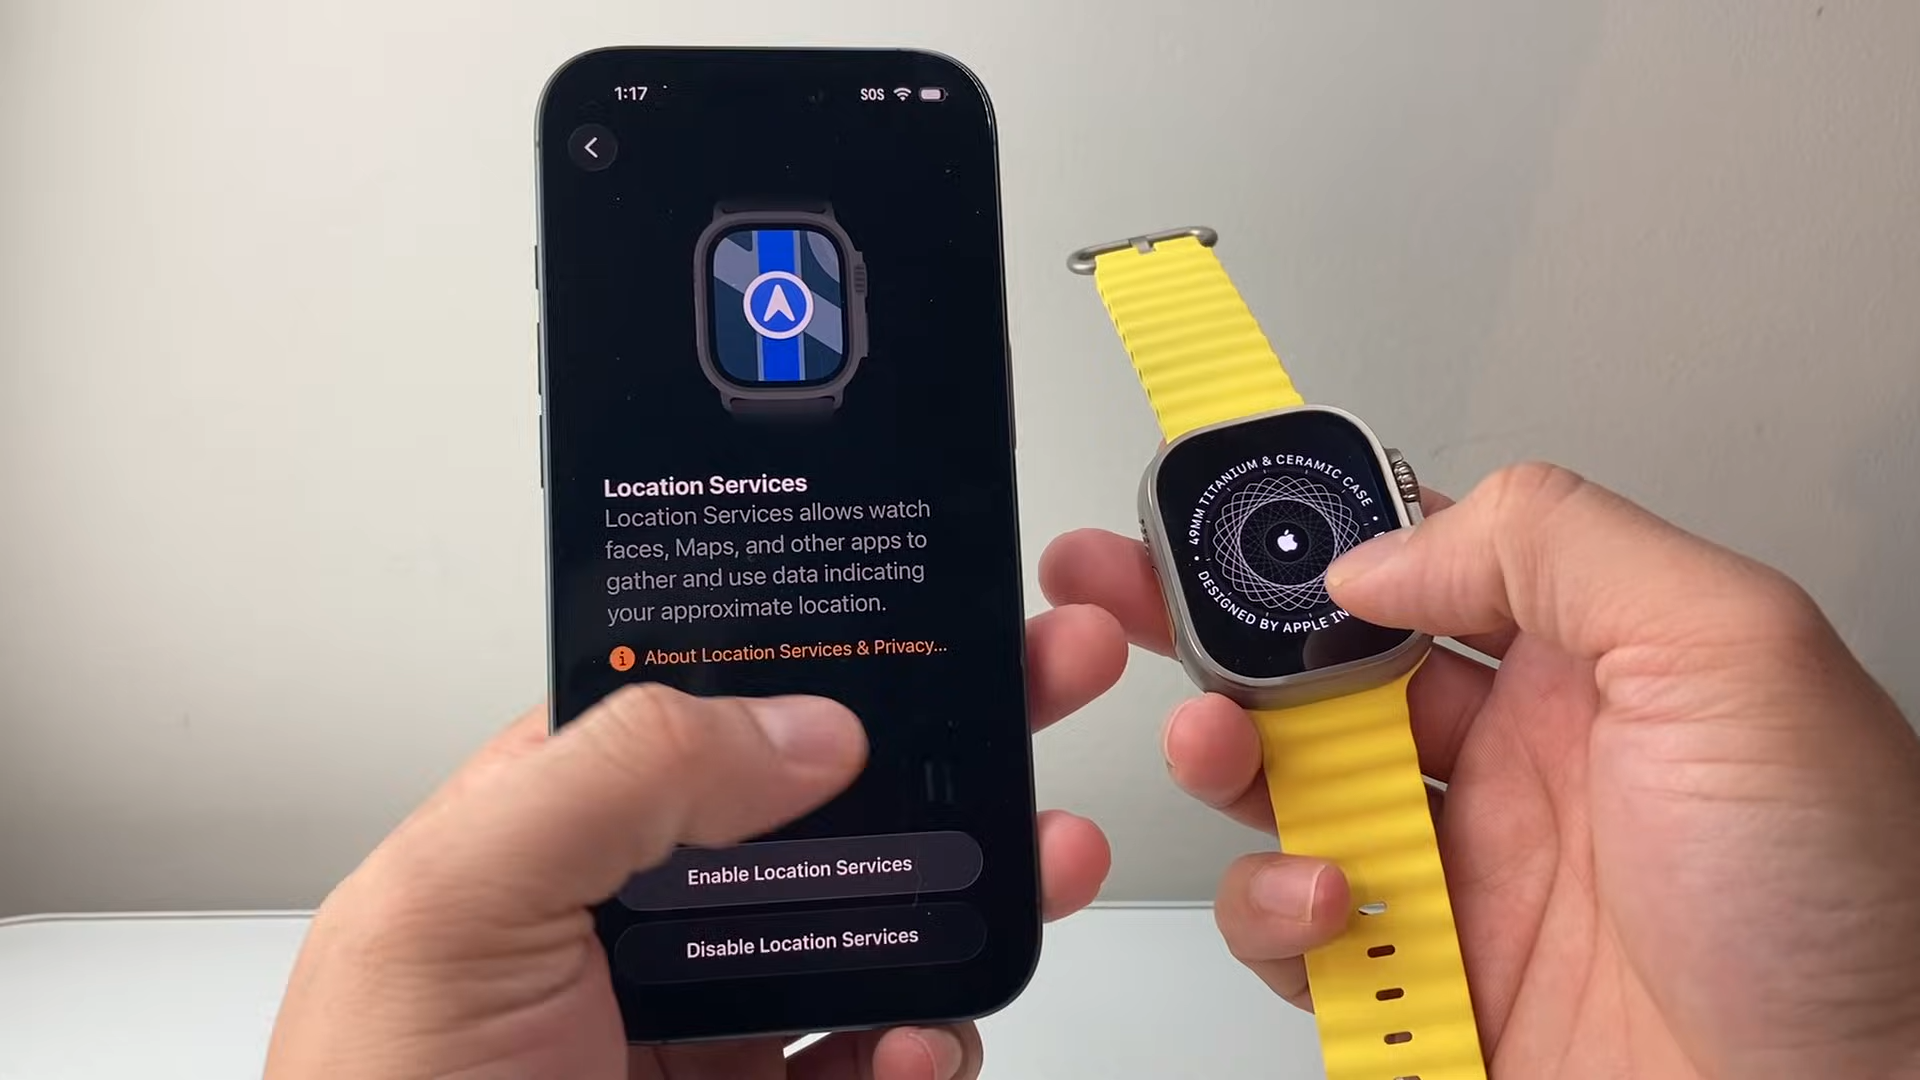 1:17
SOS
Location Services
Location Services allows watch
faces, Maps, and other apps to
gather and use data indicating
your approximate location.
About Location Services & Privacy...
Enable Location Services
Disable Location Services
49MM TITANIUM & CERAMIC CASE
DESIGNED BY APPLE IN